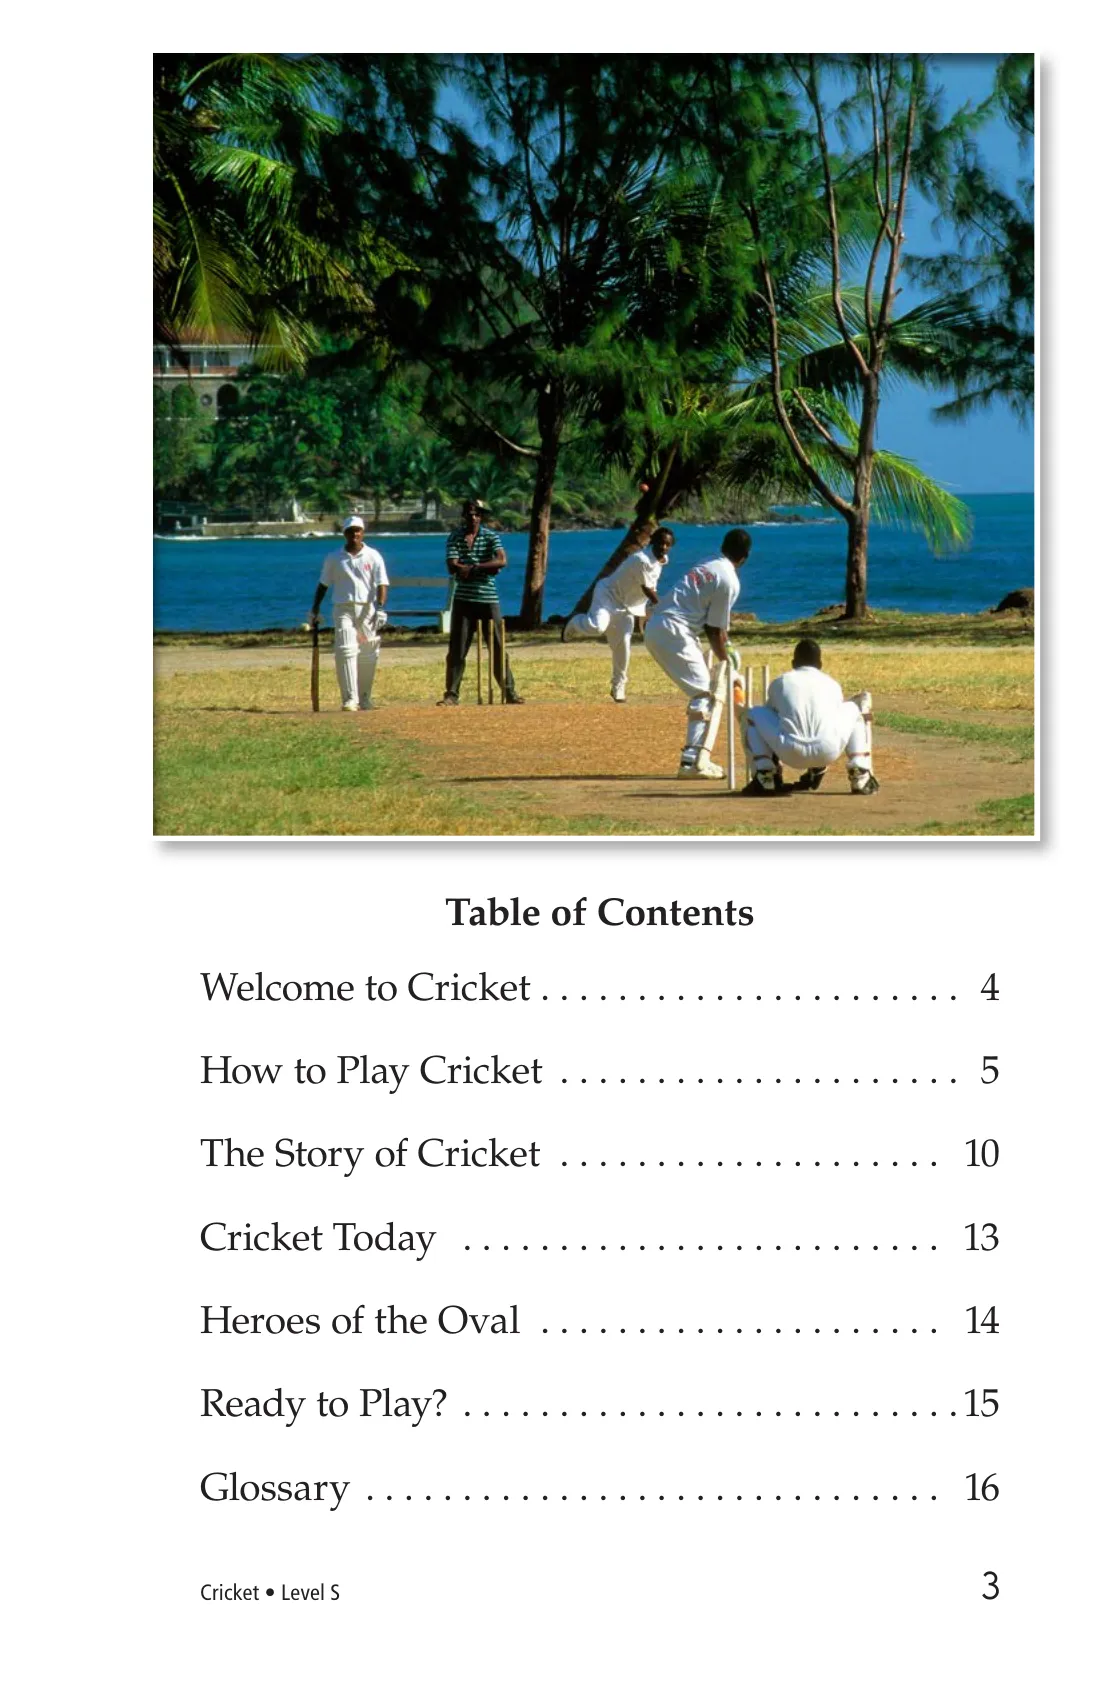 Table of Contents
Welcome to Cricket . . . . . . . . . . . . . . . . . . . . . . 4
How to Play Cricket . . . . . . . . . . . . . . . . . . . . . 5
The Story of Cricket . . . . . . . . . . . . . . . . . . . . 10
Cricket Today . . . . . . . . . . . . . . . . . . . . . . . . . 13
Heroes of the Oval . . . . . . . . . . . . . . . . . . . . . 14
Ready to Play? . . . . . . . . . . . . . . . . . . . . . . . . . . 15
Glossary . . . . . . . . . . . . . . . . . . . . . . . . . . . . . . 16
Cricket • Level S 3